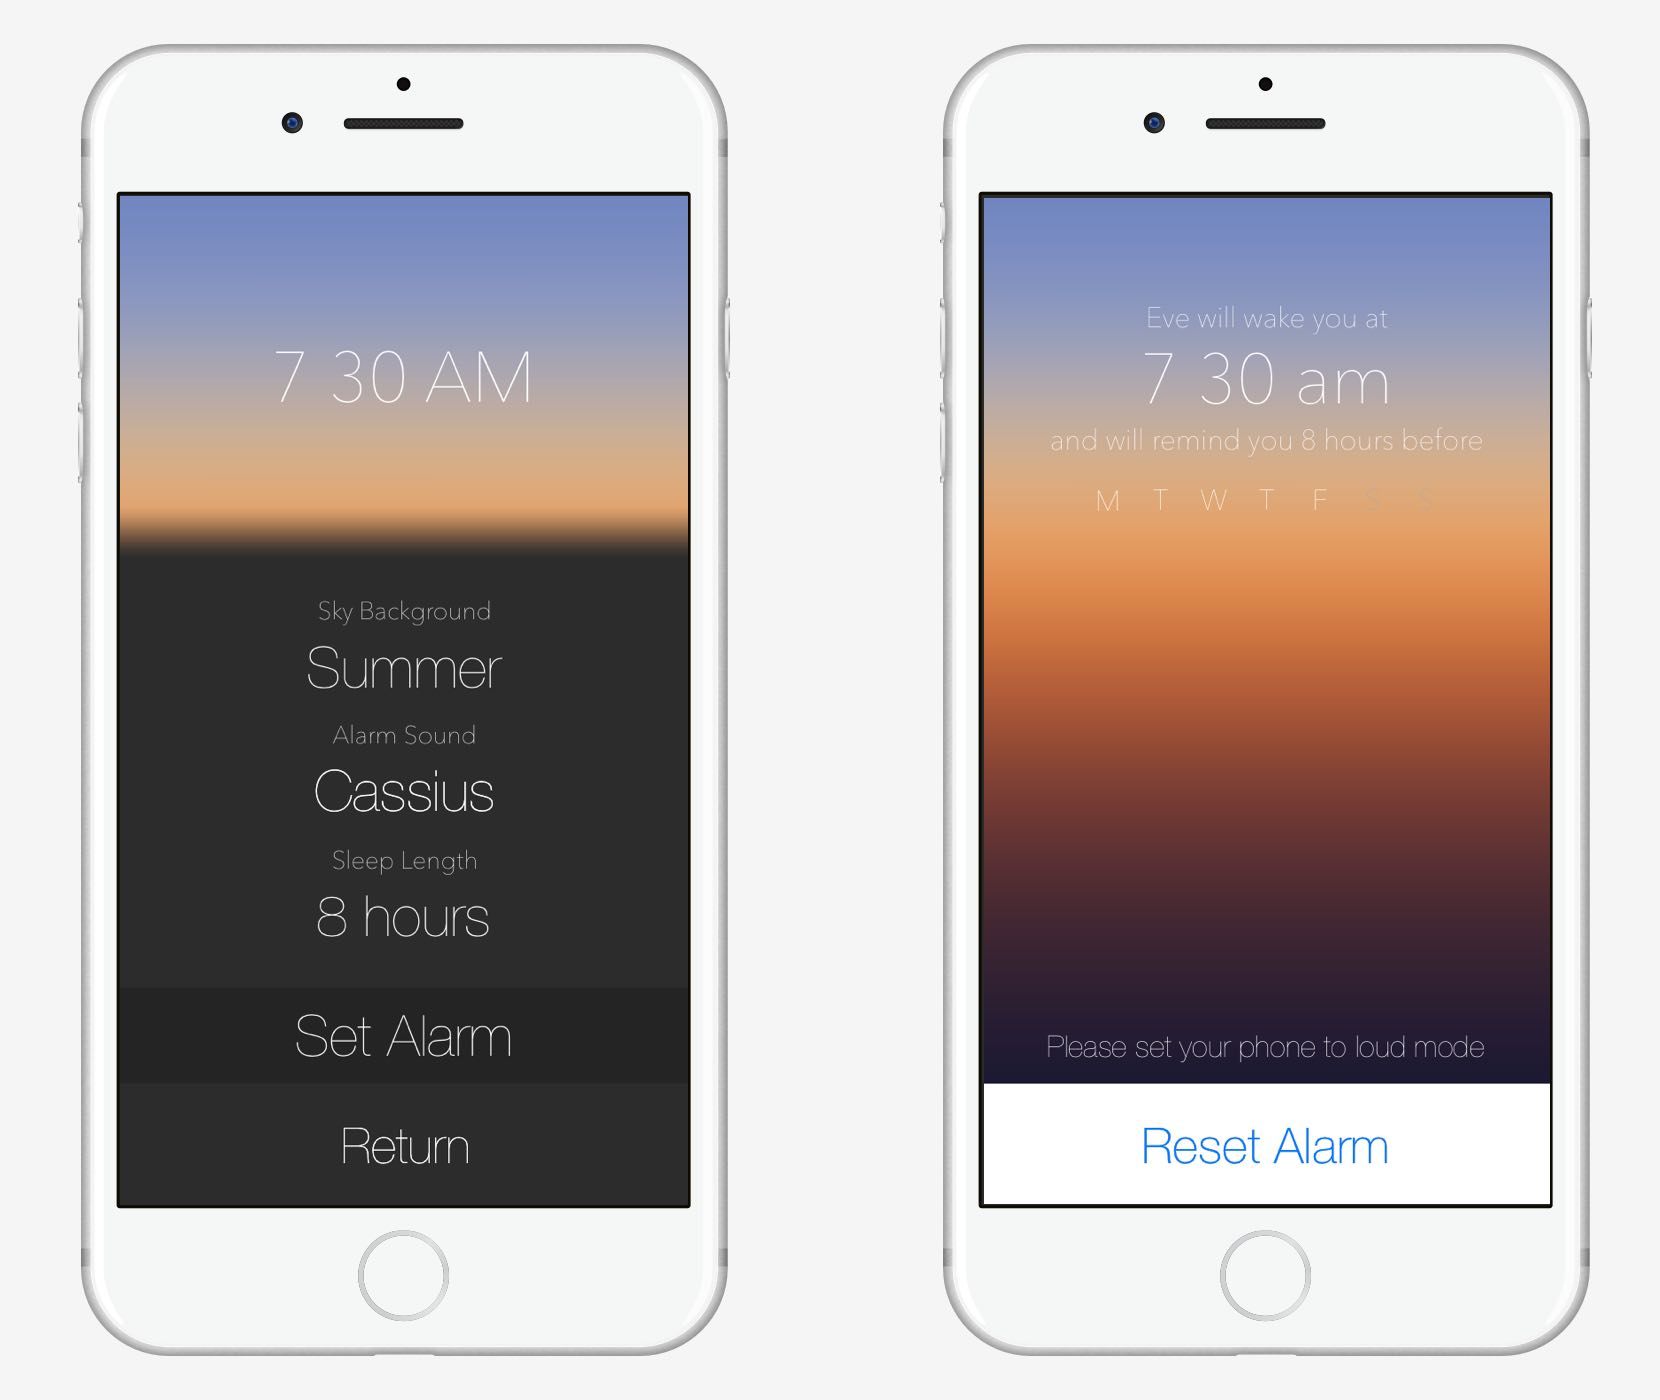 7 30 AM
Sky Background
Summer
Alarm Sound
Cassius
Sleep Length
8 hours
Set Alarm
Return
Eve will wake you at
7 30 am
and will remind you 8 hours before
M T W T F S S
Please set your phone to loud mode
Reset Alarm